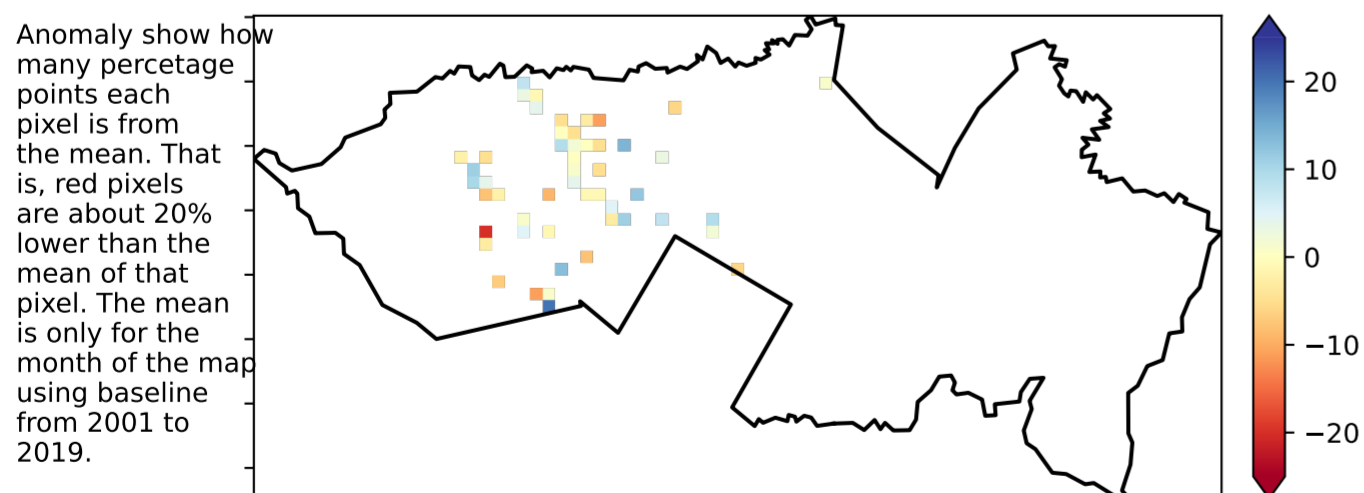 Anomaly show how
many percetage
points each
pixel is from
the mean. That
is, red pixels
are about 20%
lower than the
mean of that
pixel. The mean
is only for the
month of the map
using baseline
from 2001 to
2019.
20
10
0
−10
−20